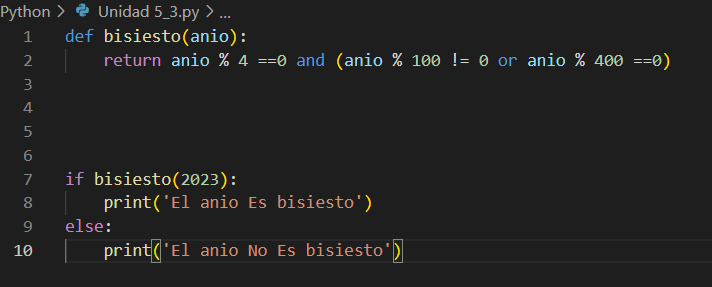 Python > Unidad 5_3.py > ...
1 def bisiesto(anio):
2     return anio % 4 ==0 and (anio % 100 != 0 or anio % 400 ==0)
3
4
5
6
7 if bisiesto(2023):
8     print('El anio Es bisiesto')
9 else:
10     print('El anio No Es bisiesto')